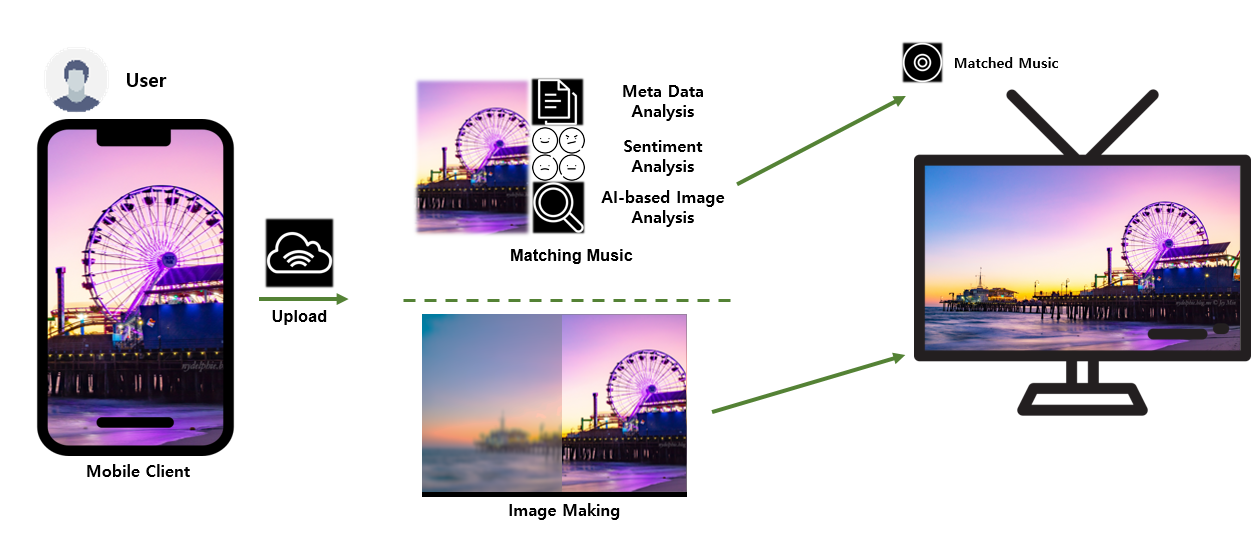 User
Mobile Client
Upload
Meta Data
Analysis
Sentiment
Analysis
AI-based Image
Analysis
Matching Music
Image Making
Matched Music